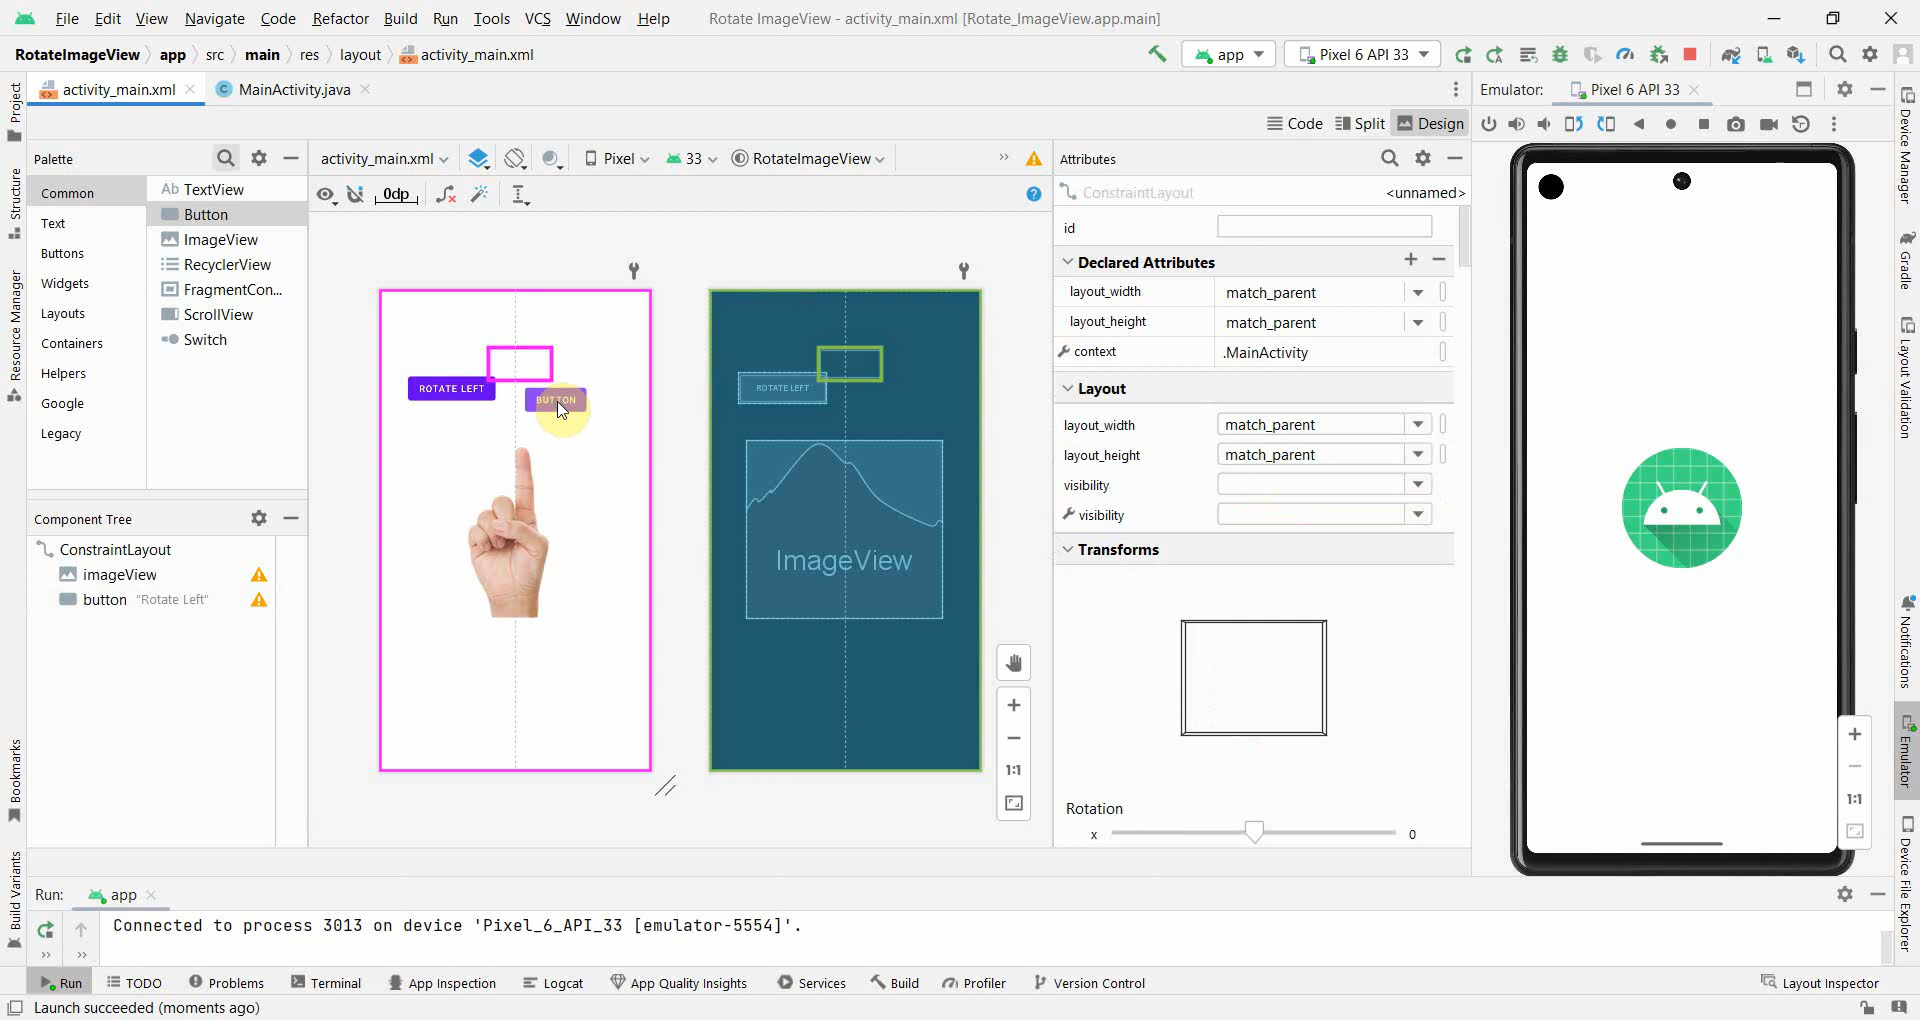 File Edit View Navigate Code Refactor Build Run Tools VCS Window Help Rotate ImageView - activity_main.xml [Rotate_ImageView.app.main]
RotateImageView app src main res layout activity_main.xml app Pixel 6 API 33
activity_main.xml MainActivity.java Emulator: Pixel 6 API 33
Code Split Design
Palette activity_main.xml Pixel 33 RotateImageView Attributes
Common
Text
Buttons
Widgets
Layouts
Containers
Helpers
Google
Legacy
Ab TextView
Button
ImageView
RecyclerView
FragmentCon...
ScrollView
Switch
0dp
ConstraintLayout <unnamed>
id
Declared Attributes
layout_width match_parent
layout_height match_parent
context .MainActivity
Layout
layout_width match_parent
layout_height match_parent
visibility
visibility
Transforms
Rotation
x 0
ROTATE LEFT
BUTTON
ROTATE LEFT
ImageView
1:1
Component Tree
ConstraintLayout
imageView
button "Rotate Left"
1:1
Project
Structure
Resource Manager
Bookmarks
Build Variants
Device Manager
Gradle
Layout Validation
Notifications
Emulator
Device File Explorer
Run: app
Connected to process 3013 on device 'Pixel_6_API_33 [emulator-5554]'.
Run TODO Problems Terminal App Inspection Logcat App Quality Insights Services Build Profiler Version Control Layout Inspector
Launch succeeded (moments ago)